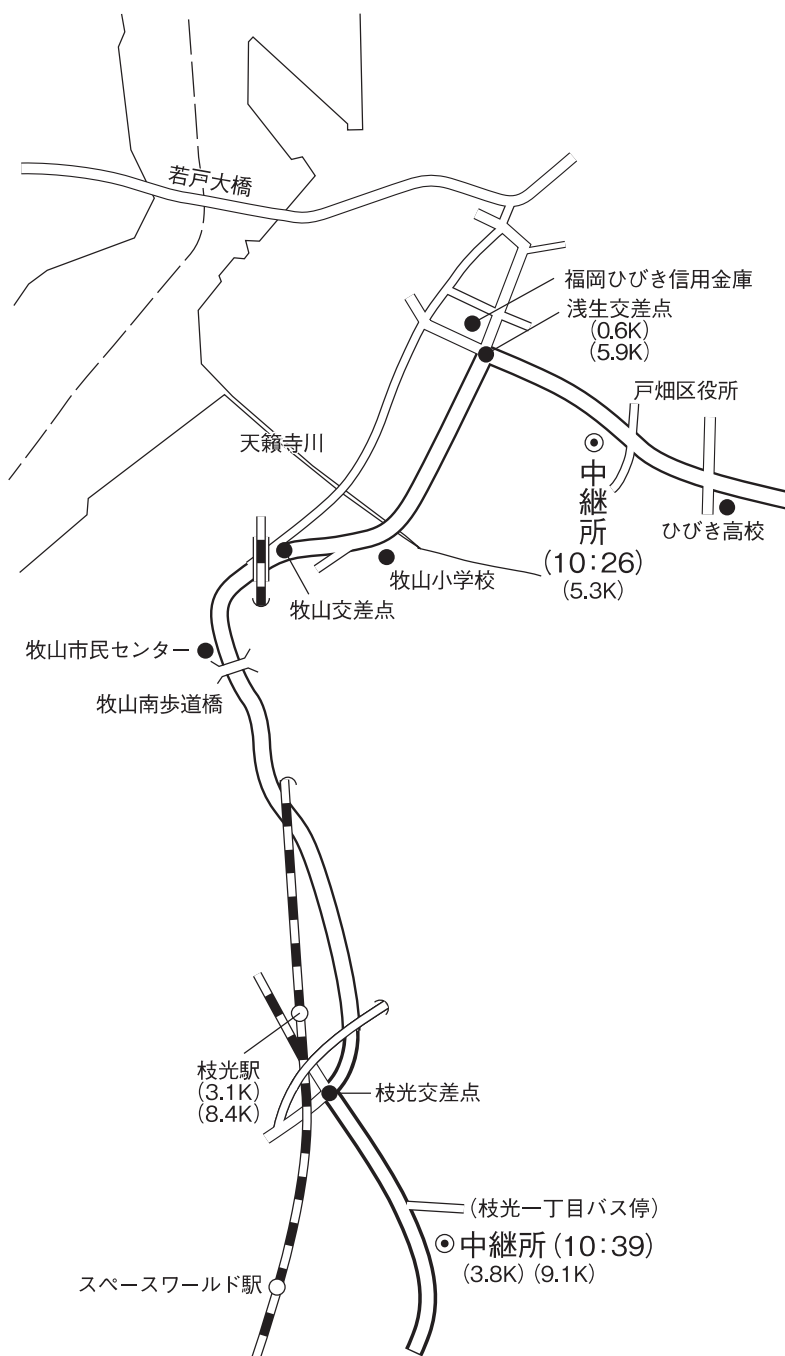 若戸大橋
福岡ひびき信用金庫
浅生交差点
(0.6K)
(5.9K)
戸畑区役所
天籟寺川
中継所
(10:26)
(5.3K)
ひびき高校
牧山小学校
牧山交差点
牧山市民センター
牧山南歩道橋
枝光駅
(3.1K)
(8.4K)
枝光交差点
(枝光一丁目バス停)
中継所(10:39)
(3.8K)(9.1K)
スペースワールド駅